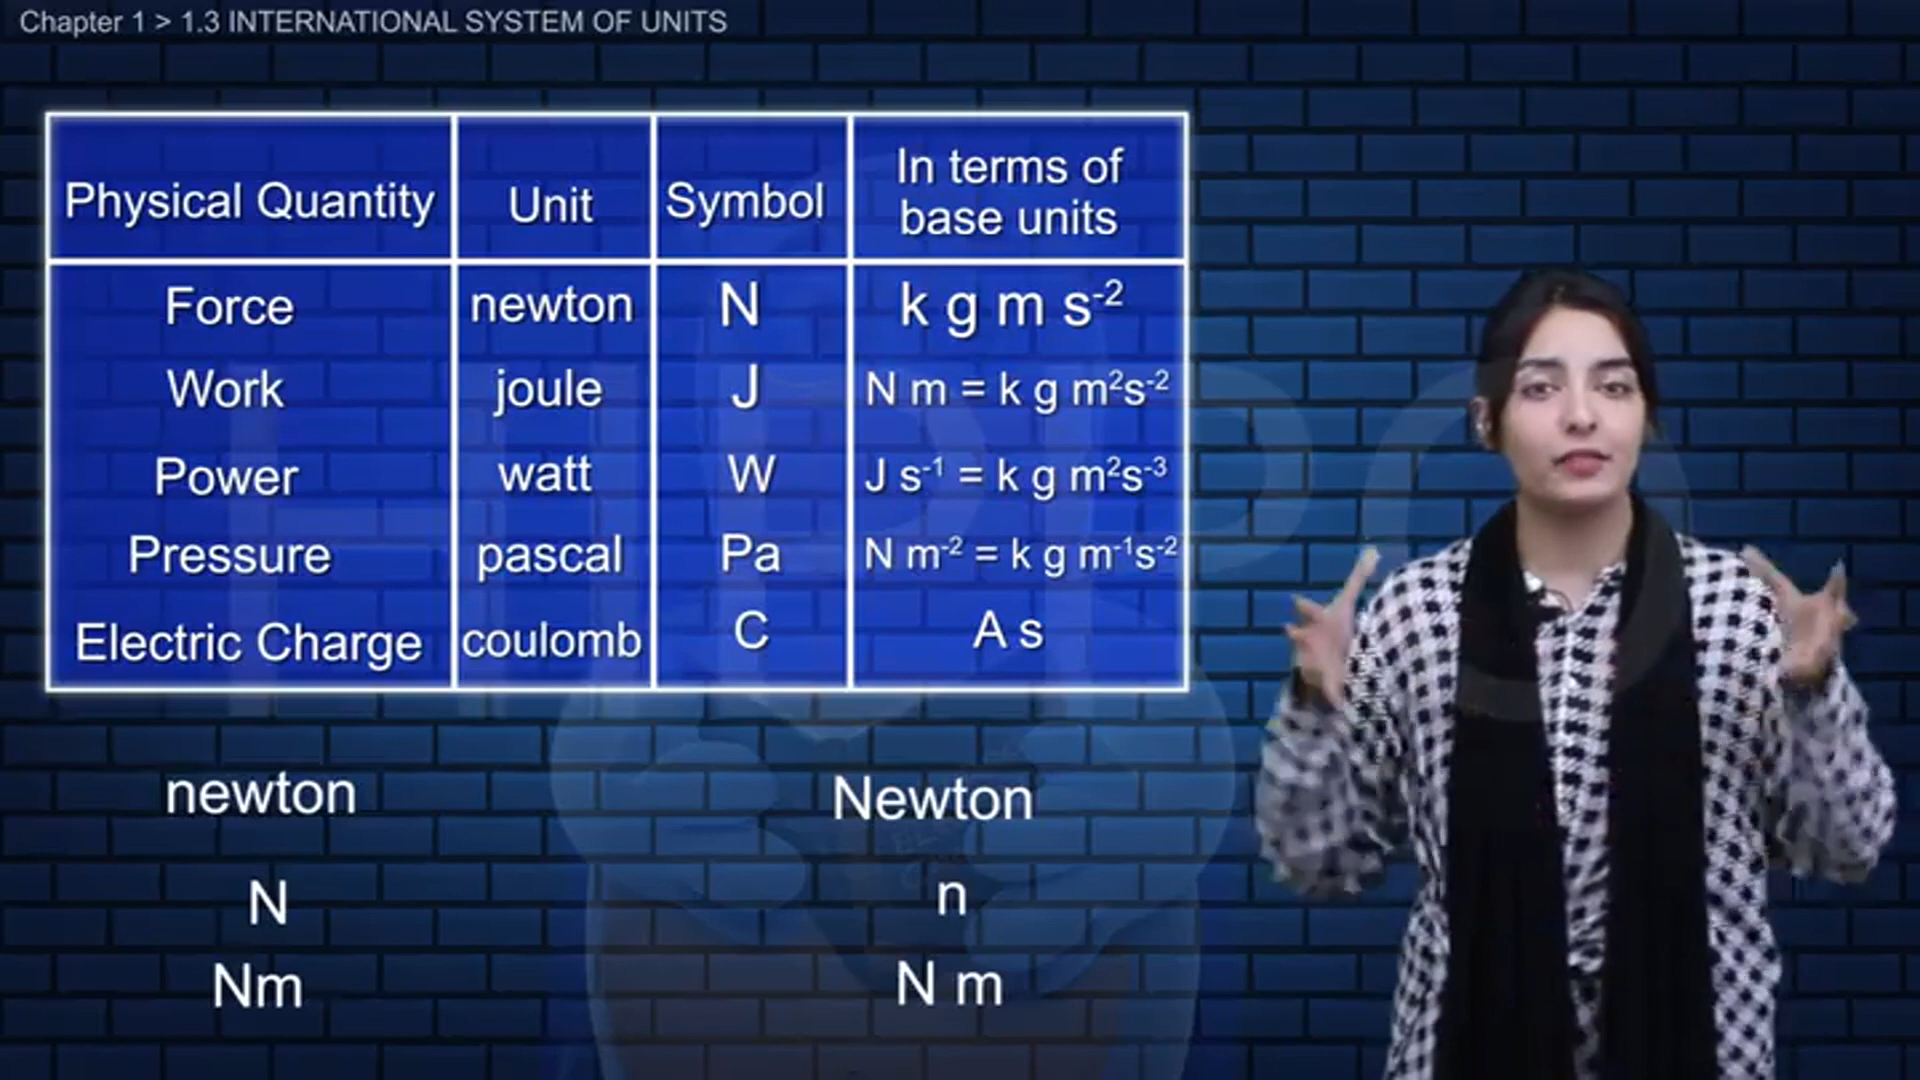 Chapter 1 > 1.3 INTERNATIONAL SYSTEM OF UNITS
Physical Quantity Unit Symbol In terms of base units
Force newton N k g m s⁻²
Work joule J N m = k g m²s⁻²
Power watt W J s⁻¹ = k g m²s⁻³
Pressure pascal Pa N m⁻² = k g m⁻¹s⁻²
Electric Charge coulomb C A s
newton Newton
N n
Nm N m